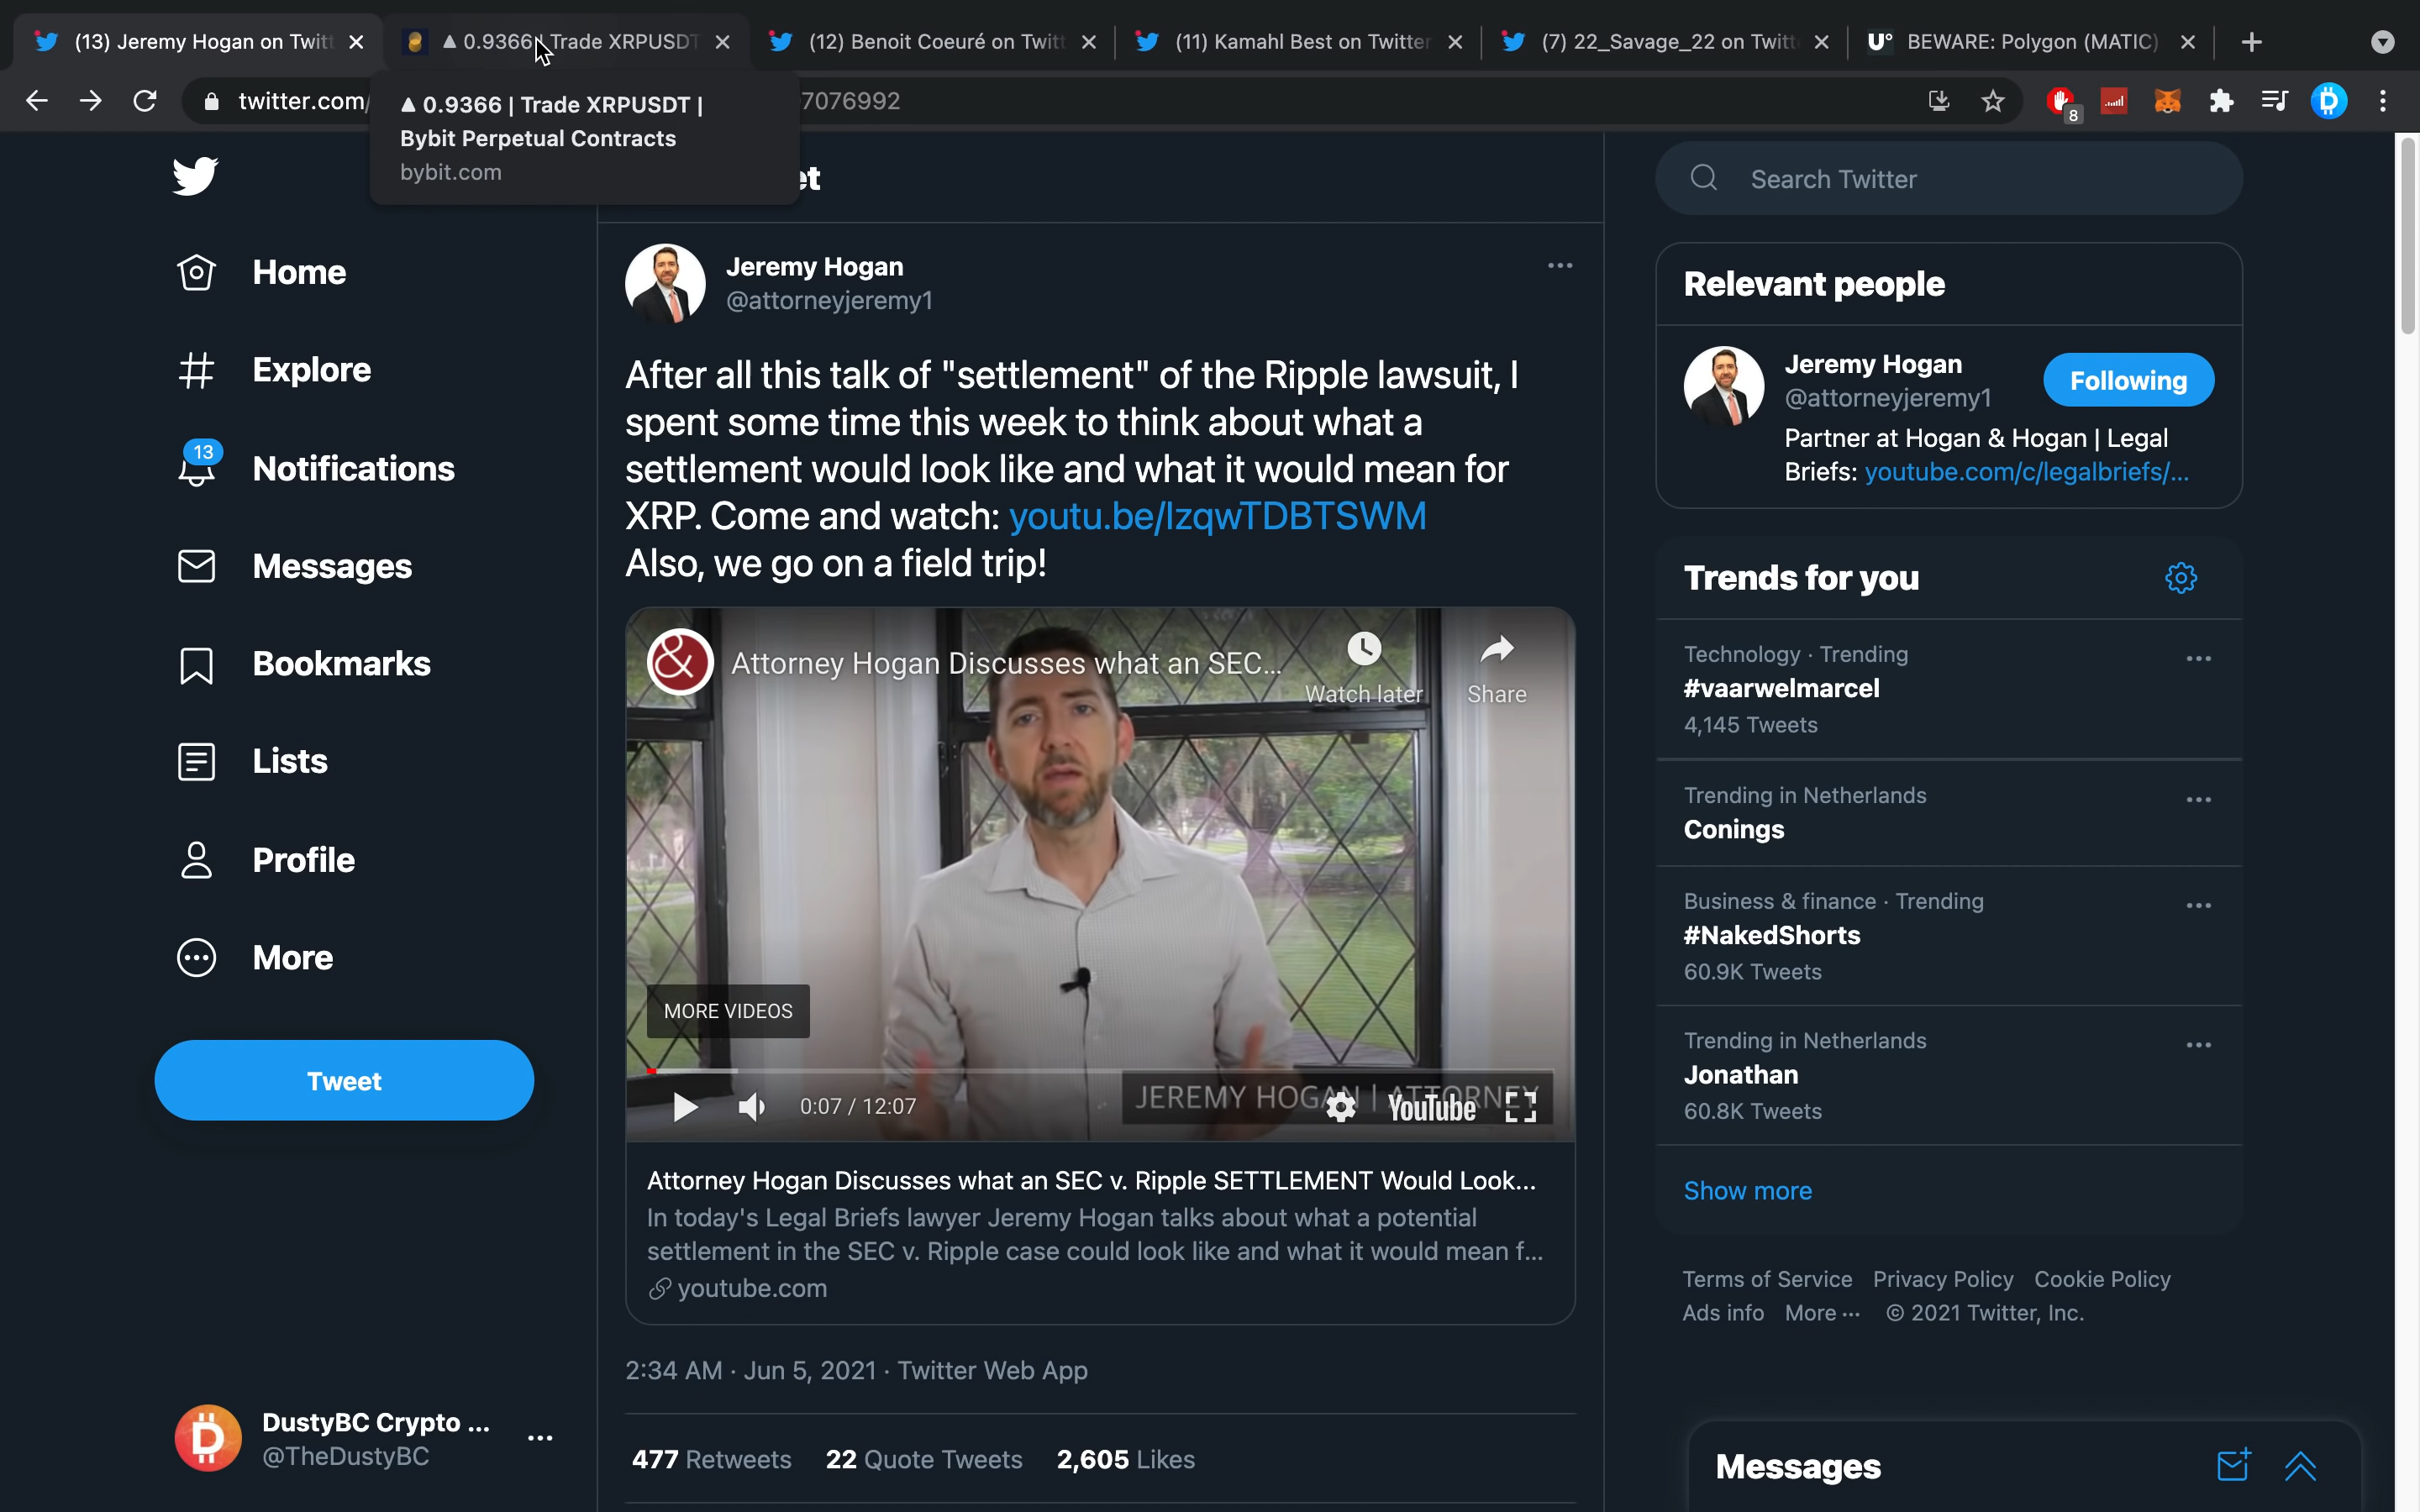 (13) Jeremy Hogan on Twitt
▲ 0.9366 | Trade XRPUSDT
(12) Benoit Coeuré on Twitt
(11) Kamahl Best on Twitter
(7) 22_Savage_22 on Twitt
U° BEWARE: Polygon (MATIC)
twitter.com/
7076992
8
▲ 0.9366 | Trade XRPUSDT |
Bybit Perpetual Contracts
bybit.com
et
Search Twitter
Home
Explore
13
Notifications
Messages
Bookmarks
Lists
Profile
More
Tweet
DustyBC Crypto ...
@TheDustyBC
Jeremy Hogan
@attorneyjeremy1
After all this talk of "settlement" of the Ripple lawsuit, I
spent some time this week to think about what a
settlement would look like and what it would mean for
XRP. Come and watch: youtu.be/lzqwTDBTSWM
Also, we go on a field trip!
& Attorney Hogan Discusses what an SEC...
Watch later
Share
MORE VIDEOS
0:07 / 12:07
JEREMY HOGAN | ATTORNEY
YouTube
Attorney Hogan Discusses what an SEC v. Ripple SETTLEMENT Would Look...
In today's Legal Briefs lawyer Jeremy Hogan talks about what a potential
settlement in the SEC v. Ripple case could look like and what it would mean f...
youtube.com
2:34 AM · Jun 5, 2021 · Twitter Web App
477 Retweets 22 Quote Tweets 2,605 Likes
Relevant people
Jeremy Hogan
@attorneyjeremy1
Following
Partner at Hogan & Hogan | Legal
Briefs: youtube.com/c/legalbriefs/...
Trends for you
Technology · Trending
#vaarwelmarcel
4,145 Tweets
Trending in Netherlands
Conings
Business & finance · Trending
#NakedShorts
60.9K Tweets
Trending in Netherlands
Jonathan
60.8K Tweets
Show more
Terms of Service Privacy Policy Cookie Policy
Ads info More ··· © 2021 Twitter, Inc.
Messages